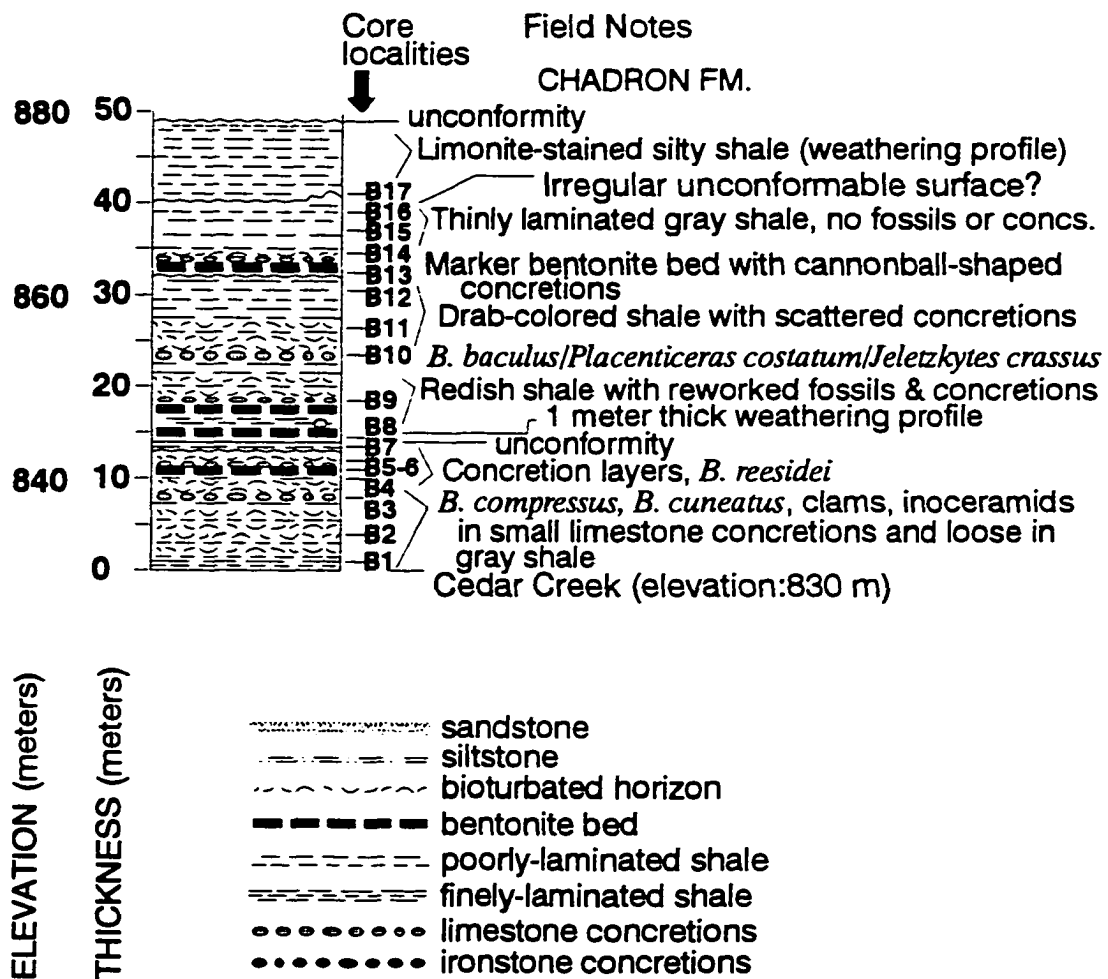 Core localities
Field Notes
CHADRON FM.
880 50
unconformity
Limonite-stained silty shale (weathering profile)
B17
Irregular unconformable surface?
40
B16
Thinly laminated gray shale, no fossils or concs.
B15
B14
Marker bentonite bed with cannonball-shaped
concretions
B13
860 30
B12
Drab-colored shale with scattered concretions
B11
B10
B. baculus/Placenticeras costatum/Jeletzkytes crassus
20
Redish shale with reworked fossils & concretions
B9
1 meter thick weathering profile
B8
unconformity
B7
840 10
B5-6
Concretion layers, B. reesidei
B4
B. compressus, B. cuneatus, clams, inoceramids
in small limestone concretions and loose in
gray shale
B3
B2
B1
0
Cedar Creek (elevation:830 m)
ELEVATION (meters)
THICKNESS (meters)
sandstone
siltstone
bioturbated horizon
bentonite bed
poorly-laminated shale
finely-laminated shale
limestone concretions
ironstone concretions